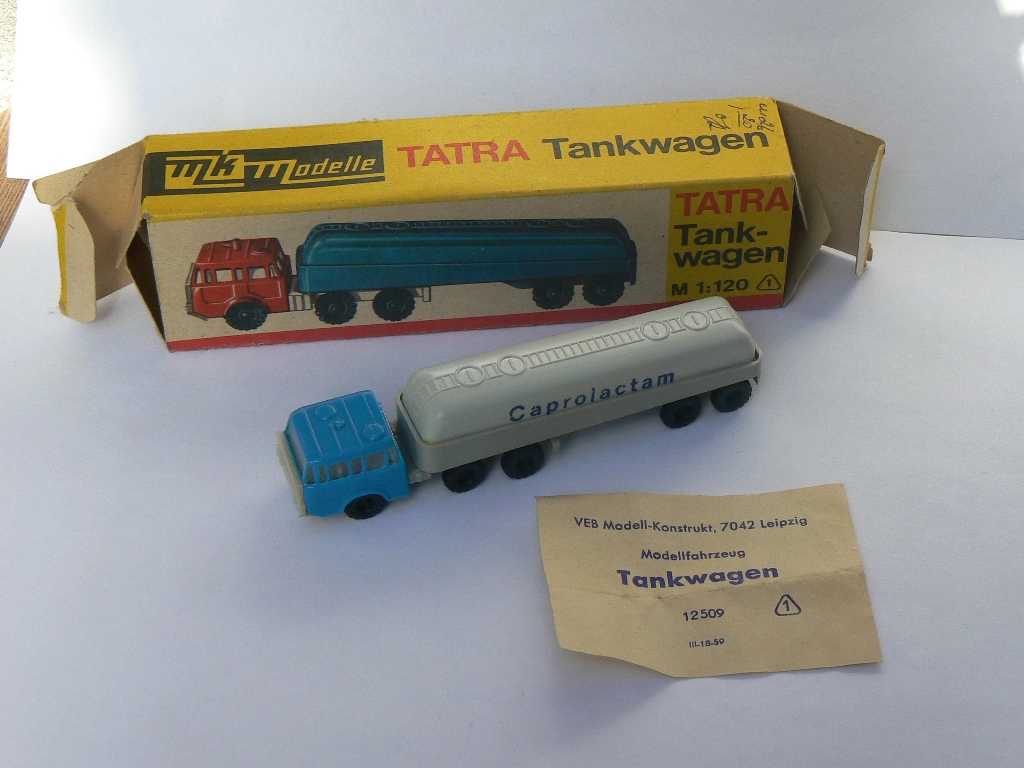 mk modelle TATRA Tankwagen
TATRA
Tank-
wagen
M 1:120 1
Caprolactam
VEB Modell-Konstrukt, 7042 Leipzig
Modellfahrzeug
Tankwagen
12509 1
III-18-59